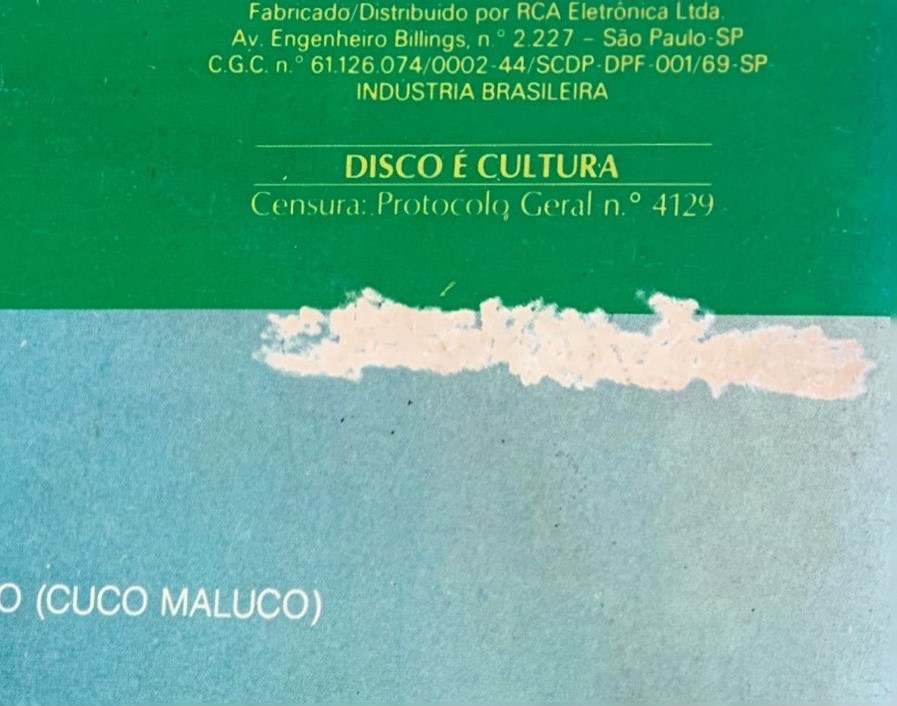 Fabricado/Distribuido por RCA Eletrônica Ltda.
Av. Engenheiro Billings, n.° 2.227 – São Paulo-SP
C.G.C. n.° 61.126.074/0002-44/SCDP-DPF-001/69-SP
INDÚSTRIA BRASILEIRA
DISCO É CULTURA
Censura: Protocolo Geral n.° 4129
O (CUCO MALUCO)